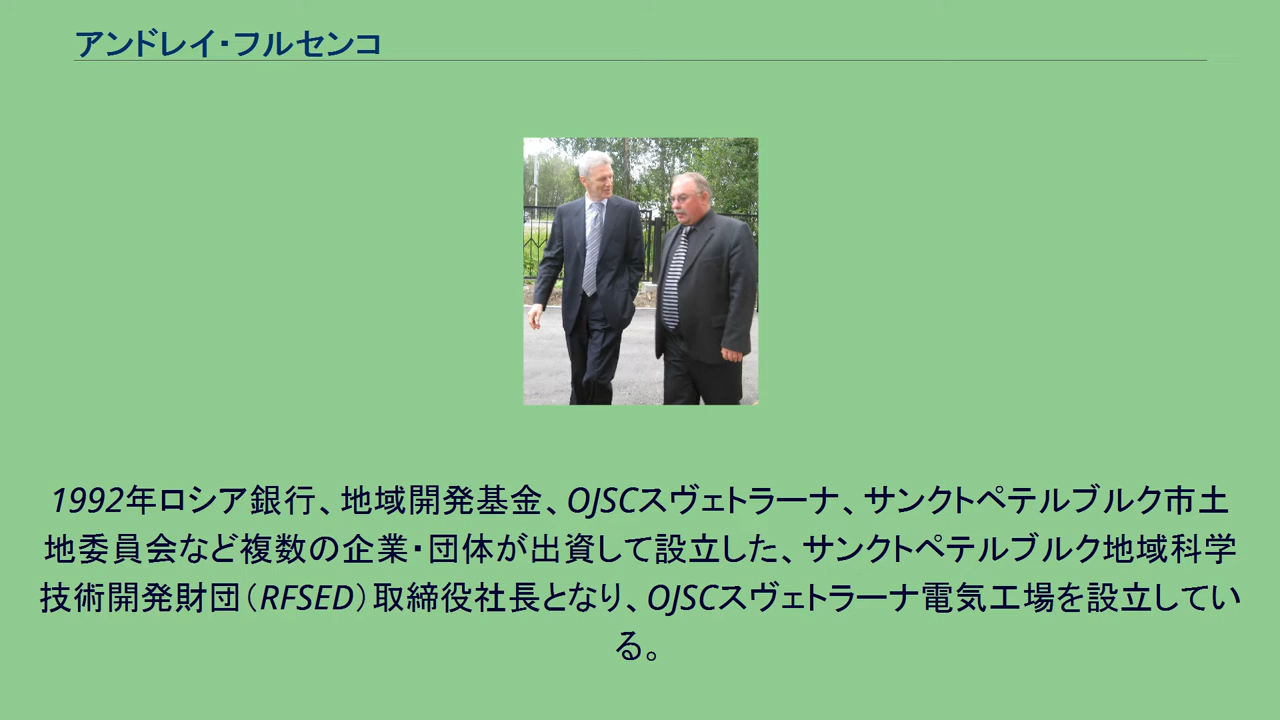 アンドレイ・フルセンコ
1992年ロシア銀行、地域開発基金、OJSCスヴェトラーナ、サンクトペテルブルク市土
地委員会など複数の企業・団体が出資して設立した、サンクトペテルブルク地域科学
技術開発財団（RFSED）取締役社長となり、OJSCスヴェトラーナ電気工場を設立してい
る。